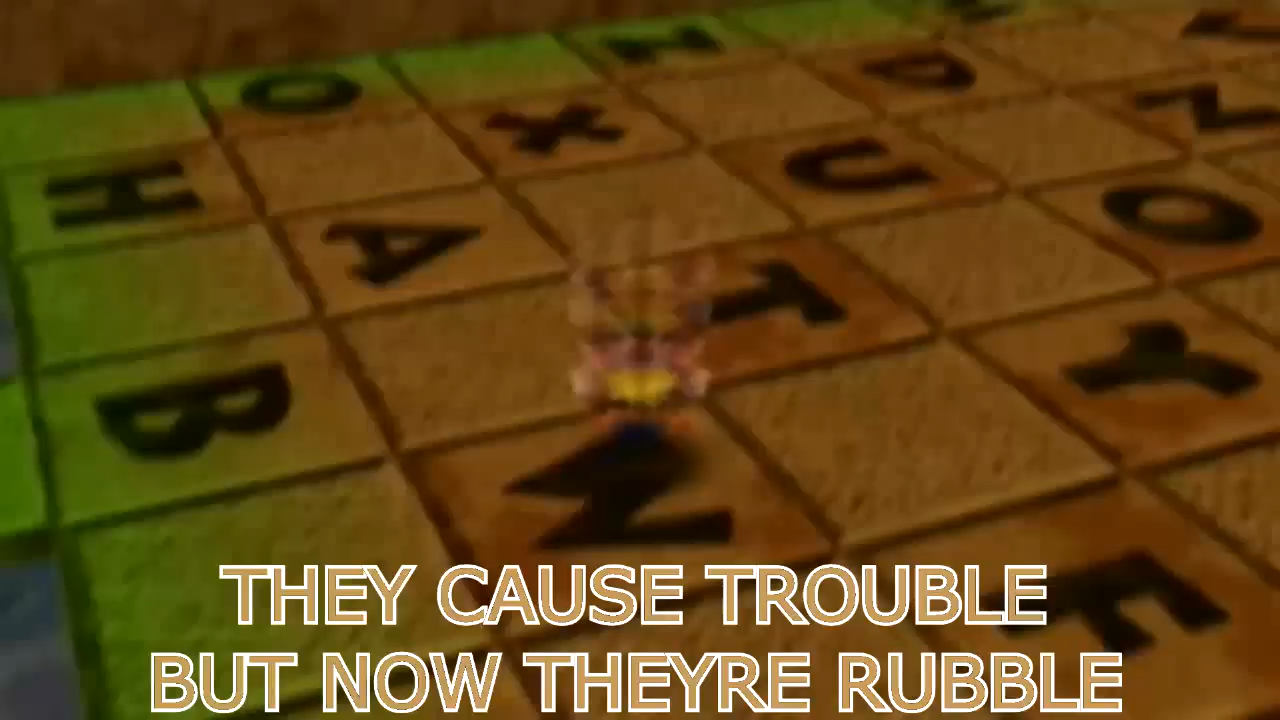 O Z D
H X U N
A O
B T Y
N F
THEY CAUSE TROUBLE
BUT NOW THEYRE RUBBLE